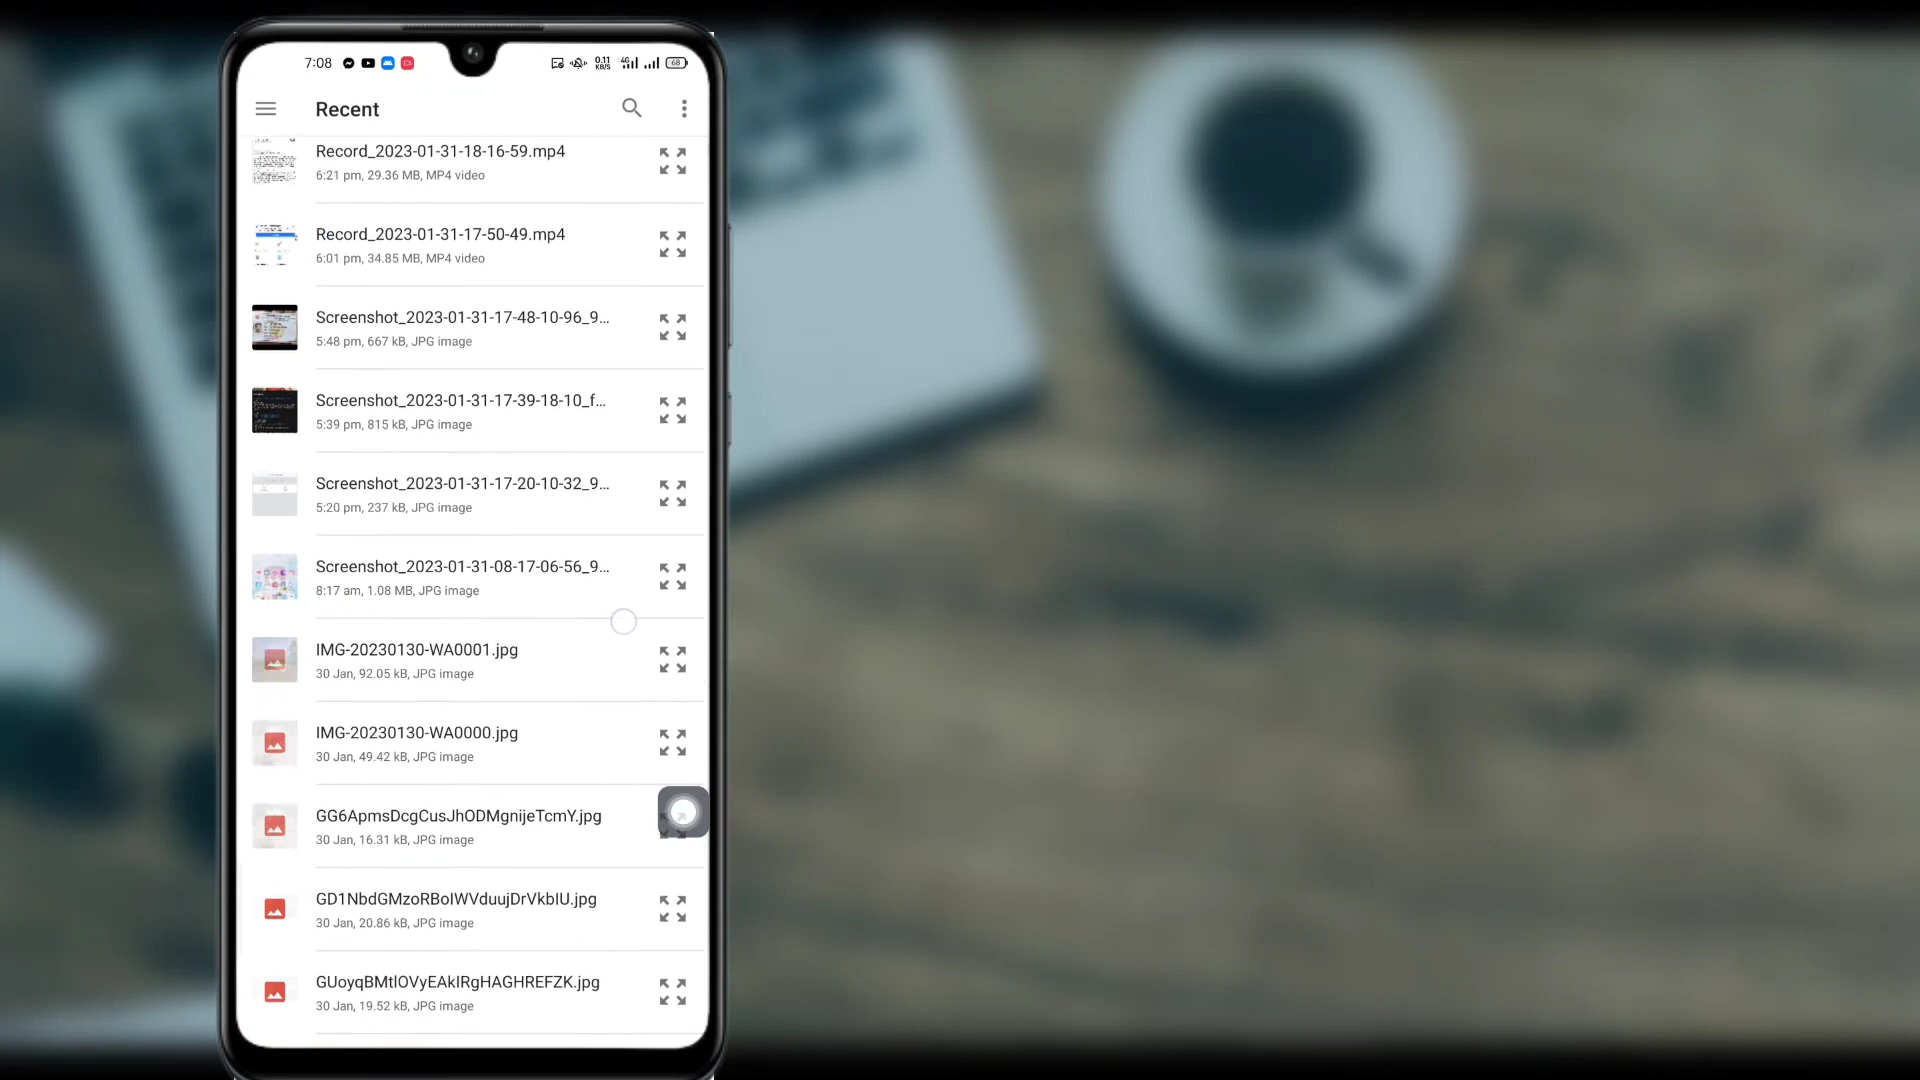 7:08
0.11
KB/S
4G
68
Recent
Record_2023-01-31-18-16-59.mp4
6:21 pm, 29.36 MB, MP4 video
Record_2023-01-31-17-50-49.mp4
6:01 pm, 34.85 MB, MP4 video
Screenshot_2023-01-31-17-48-10-96_9...
5:48 pm, 667 kB, JPG image
Screenshot_2023-01-31-17-39-18-10_f...
5:39 pm, 815 kB, JPG image
Screenshot_2023-01-31-17-20-10-32_9...
5:20 pm, 237 kB, JPG image
Screenshot_2023-01-31-08-17-06-56_9...
8:17 am, 1.08 MB, JPG image
IMG-20230130-WA0001.jpg
30 Jan, 92.05 kB, JPG image
IMG-20230130-WA0000.jpg
30 Jan, 49.42 kB, JPG image
GG6ApmsDcgCusJhODMgnijeTcmY.jpg
30 Jan, 16.31 kB, JPG image
GD1NbdGMzoRBoIWVduujDrVkbIU.jpg
30 Jan, 20.86 kB, JPG image
GUoyqBMtlOVyEAkIRgHAGHREFZK.jpg
30 Jan, 19.52 kB, JPG image